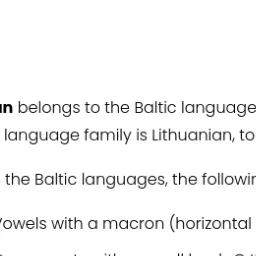 belongs to the Baltic language
language family is Lithuanian, to
the Baltic languages, the followin
Vowels with a macron (horizontal